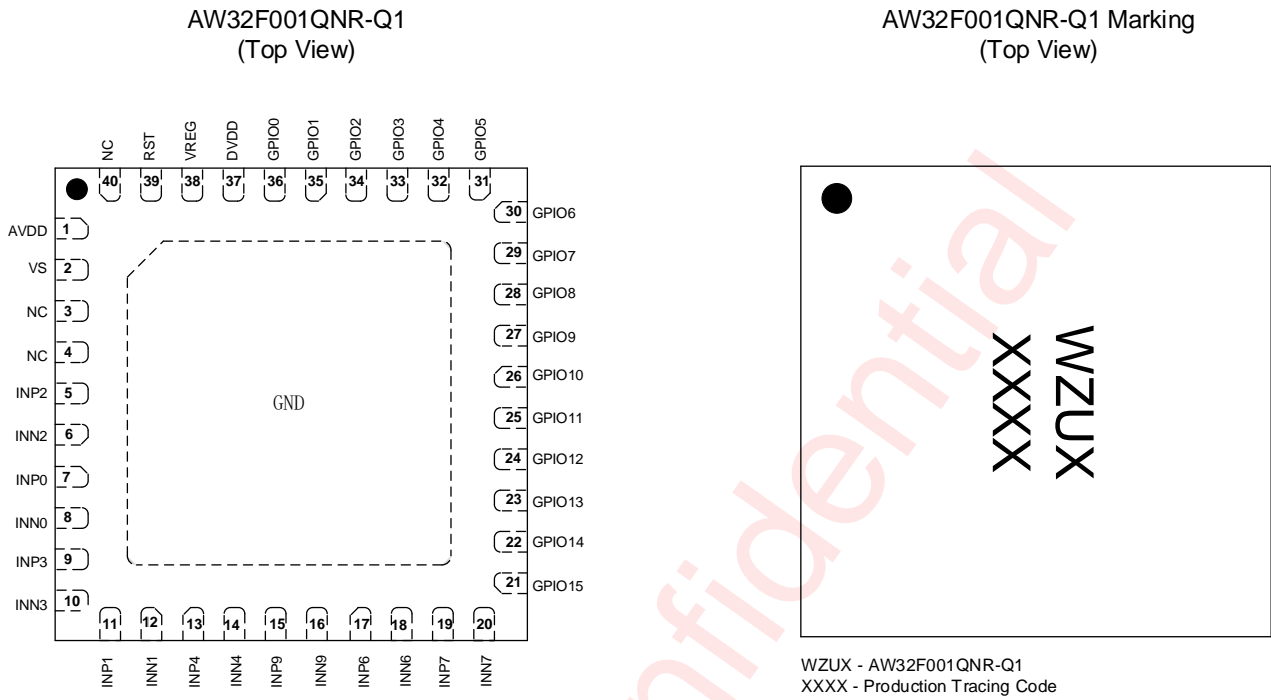 AW32F001QNR-Q1
(Top View)
AW32F001QNR-Q1 Marking
(Top View)
NC
RST
VREG
DVDD
GPIO0
GPIO1
GPIO2
GPIO3
GPIO4
GPIO5
40
39
38
37
36
35
34
33
32
31
AVDD 1
VS 2
NC 3
NC 4
INP2 5
INN2 6
INP0 7
INN0 8
INP3 9
INN3 10
GND
30 GPIO6
29 GPIO7
28 GPIO8
27 GPIO9
26 GPIO10
25 GPIO11
24 GPIO12
23 GPIO13
22 GPIO14
21 GPIO15
11
12
13
14
15
16
17
18
19
20
INP1
INN1
INP4
INN4
INP9
INN9
INP6
INN6
INP7
INN7
WZUX
XXXX
WZUX - AW32F001QNR-Q1
XXXX - Production Tracing Code
nfidential